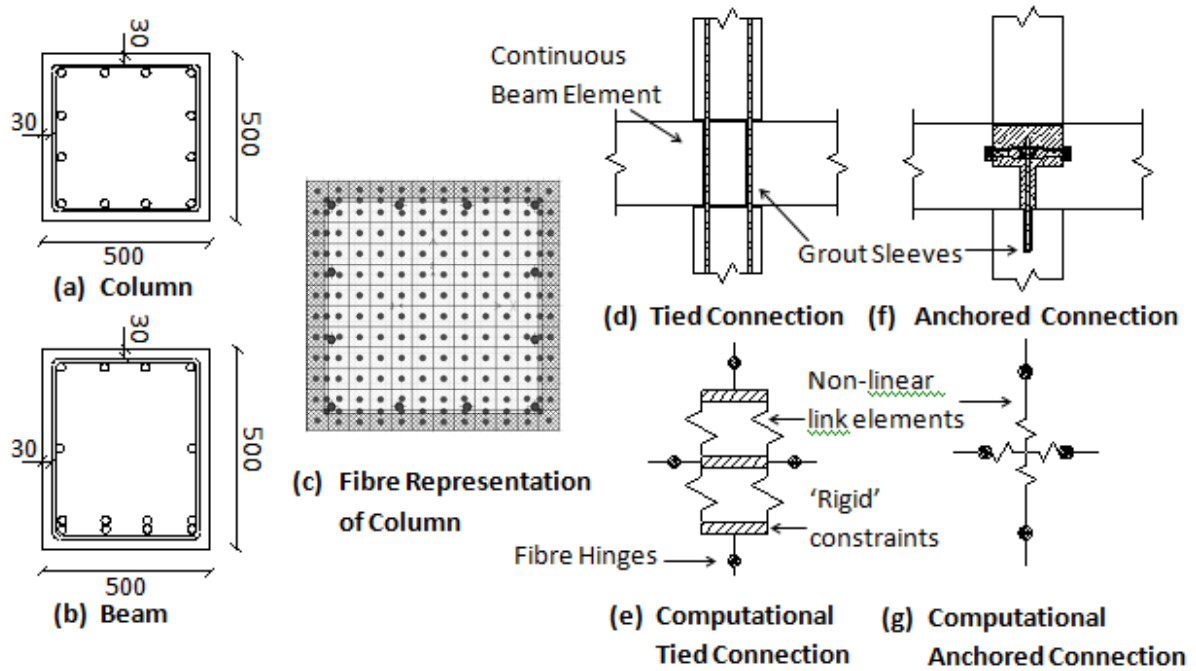 30
30
500
500
(a) Column
30
30
500
500
(b) Beam
(c) Fibre Representation
of Column
Continuous
Beam Element
Grout Sleeves
(d) Tied Connection
(f) Anchored Connection
Non-linear
link elements
'Rigid'
constraints
Fibre Hinges
(e) Computational
Tied Connection
(g) Computational
Anchored Connection